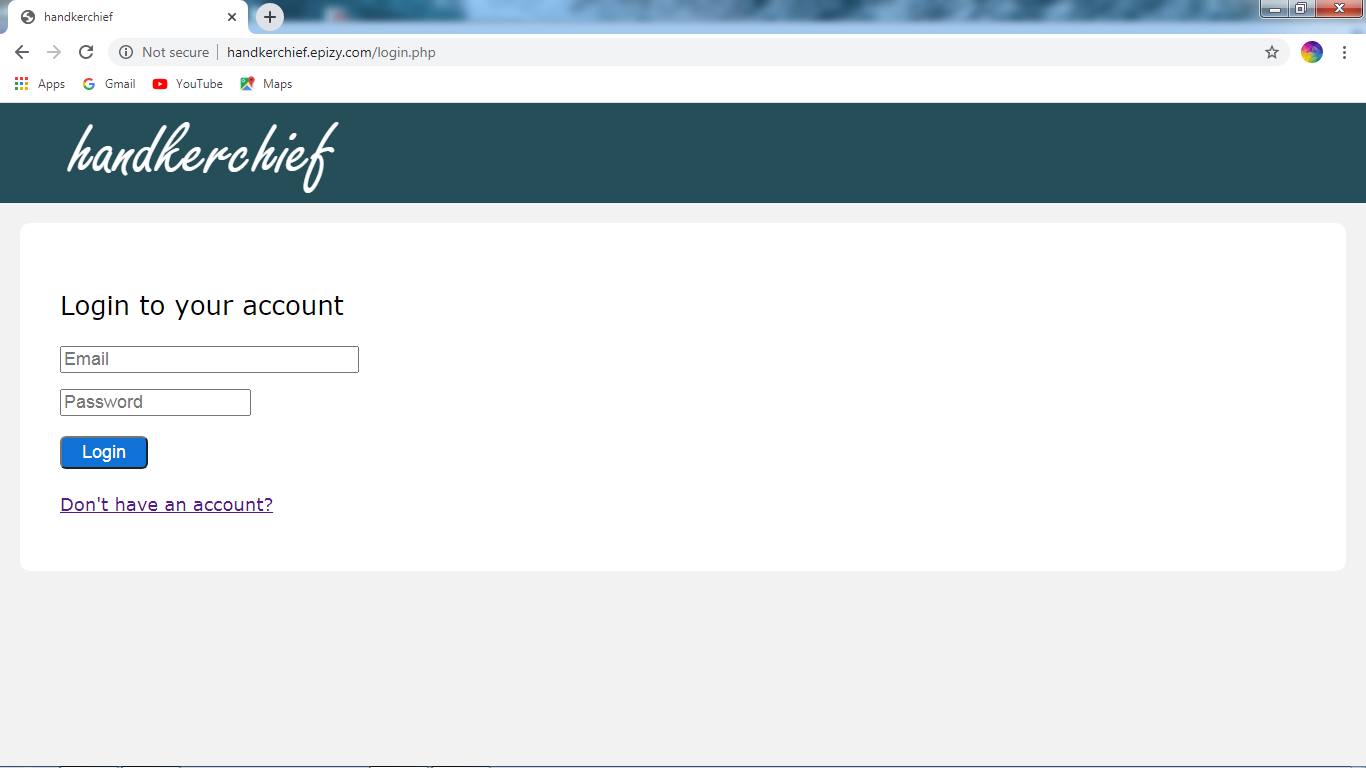 handkerchief
Not secure handkerchief.epizy.com/login.php
Apps Gmail YouTube Maps
handkerchief
Login to your account
Email
Password
Login
Don't have an account?